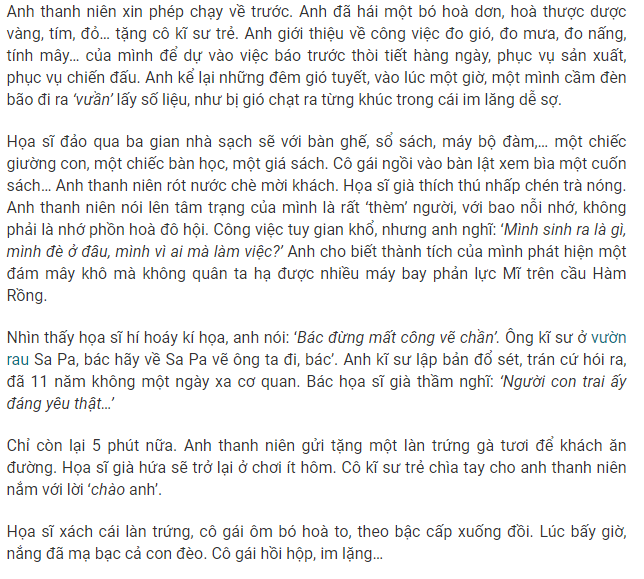 Anh thanh niên xin phép chạy về trước. Anh đã hái một bó hoà dơn, hoà thược dược
vàng, tím, đỏ... tặng cô kĩ sư trẻ. Anh giới thiệu về công việc đo gió, đo mưa, đo nấng,
tính mây... của mình để dự vào việc báo trước thòi tiết hàng ngày, phục vụ sản xuất,
phục vụ chiến đấu. Anh kể lại những đêm gió tuyết, vào lúc một giờ, một mình cầm đèn
bão đi ra ‘vườn’ lấy số liệu, như bị gió chạt ra từng khúc trong cái im lăng dễ sợ.
Họa sĩ đảo qua ba gian nhà sạch sẽ với bàn ghế, sổ sách, máy bộ đàm,... một chiếc
giường con, một chiếc bàn học, một giá sách. Cô gái ngồi vào bàn lật xem bìa một cuốn
sách... Anh thanh niên rót nước chè mời khách. Họa sĩ già thích thú nhấp chén trà nóng.
Anh thanh niên nói lên tâm trạng của mình là rất ‘thèm’ người, với bao nỗi nhớ, không
phải là nhớ phồn hoà đô hội. Công việc tuy gian khổ, nhưng anh nghĩ: ‘Mình sinh ra là gì,
mình đè ở đâu, mình vì ai mà làm việc?’ Anh cho biết thành tích của mình phát hiện một
đám mây khô mà không quân ta hạ được nhiều máy bay phản lực Mĩ trên cầu Hàm
Rồng.
Nhìn thấy họa sĩ hí hoáy kí họa, anh nói: ‘Bác đừng mất công vẽ chần’. Ông kĩ sư ở vườn
rau Sa Pa, bác hãy về Sa Pa vẽ ông ta đi, bác’. Anh kĩ sư lập bản đổ sét, trán cứ hói ra,
đã 11 năm không một ngày xa cơ quan. Bác họa sĩ già thầm nghĩ: ‘Người con trai ấy
đáng yêu thật...’
Chỉ còn lại 5 phút nữa. Anh thanh niên gửi tặng một làn trứng gà tươi để khách ăn
đường. Họa sĩ già hứa sẽ trở lại ở chơi ít hôm. Cô kĩ sư trẻ chìa tay cho anh thanh niên
nắm với lời ‘chào anh’.
Họa sĩ xách cái làn trứng, cô gái ôm bó hoà to, theo bậc cấp xuống đồi. Lúc bấy giờ,
nắng đã mạ bạc cả con đèo. Cô gái hồi hộp, im lặng...